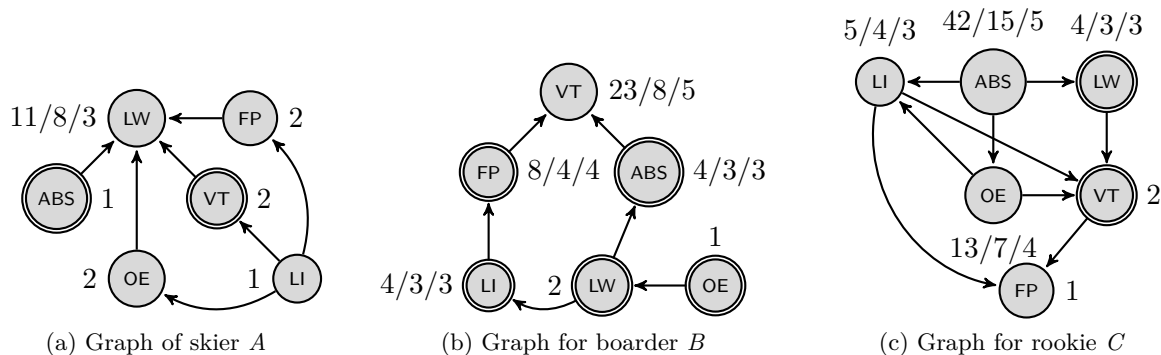 11/8/3 LW FP 2
ABS 1 VT 2
2 OE 1 LI
(a) Graph of skier A
VT 23/8/5
FP 8/4/4 ABS 4/3/3
1
4/3/3 LI 2 LW OE
(b) Graph for boarder B
5/4/3 42/15/5 4/3/3
LI ABS LW
OE VT 2
13/7/4
FP 1
(c) Graph for rookie C